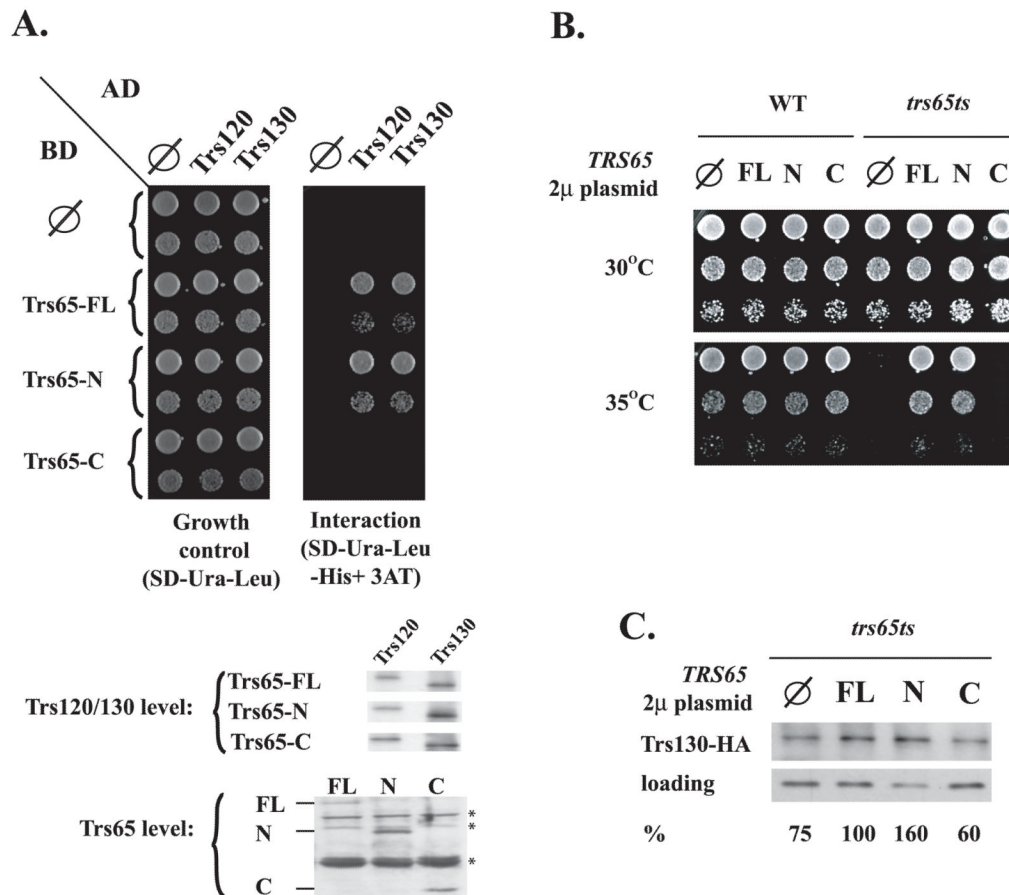 A.
AD
BD
∅ Trs120 Trs130
∅ Trs120 Trs130
∅
Trs65-FL
Trs65-N
Trs65-C
Growth
control
(SD-Ura-Leu)
Interaction
(SD-Ura-Leu
-His+ 3AT)
Trs120 Trs130
Trs120/130 level:
Trs65-FL
Trs65-N
Trs65-C
FL N C
Trs65 level:
FL
N
C
*
*
*
B.
WT trs65ts
TRS65
2µ plasmid
∅ FL N C ∅ FL N C
30°C
35°C
C.
trs65ts
TRS65
2µ plasmid
∅ FL N C
Trs130-HA
loading
% 75 100 160 60